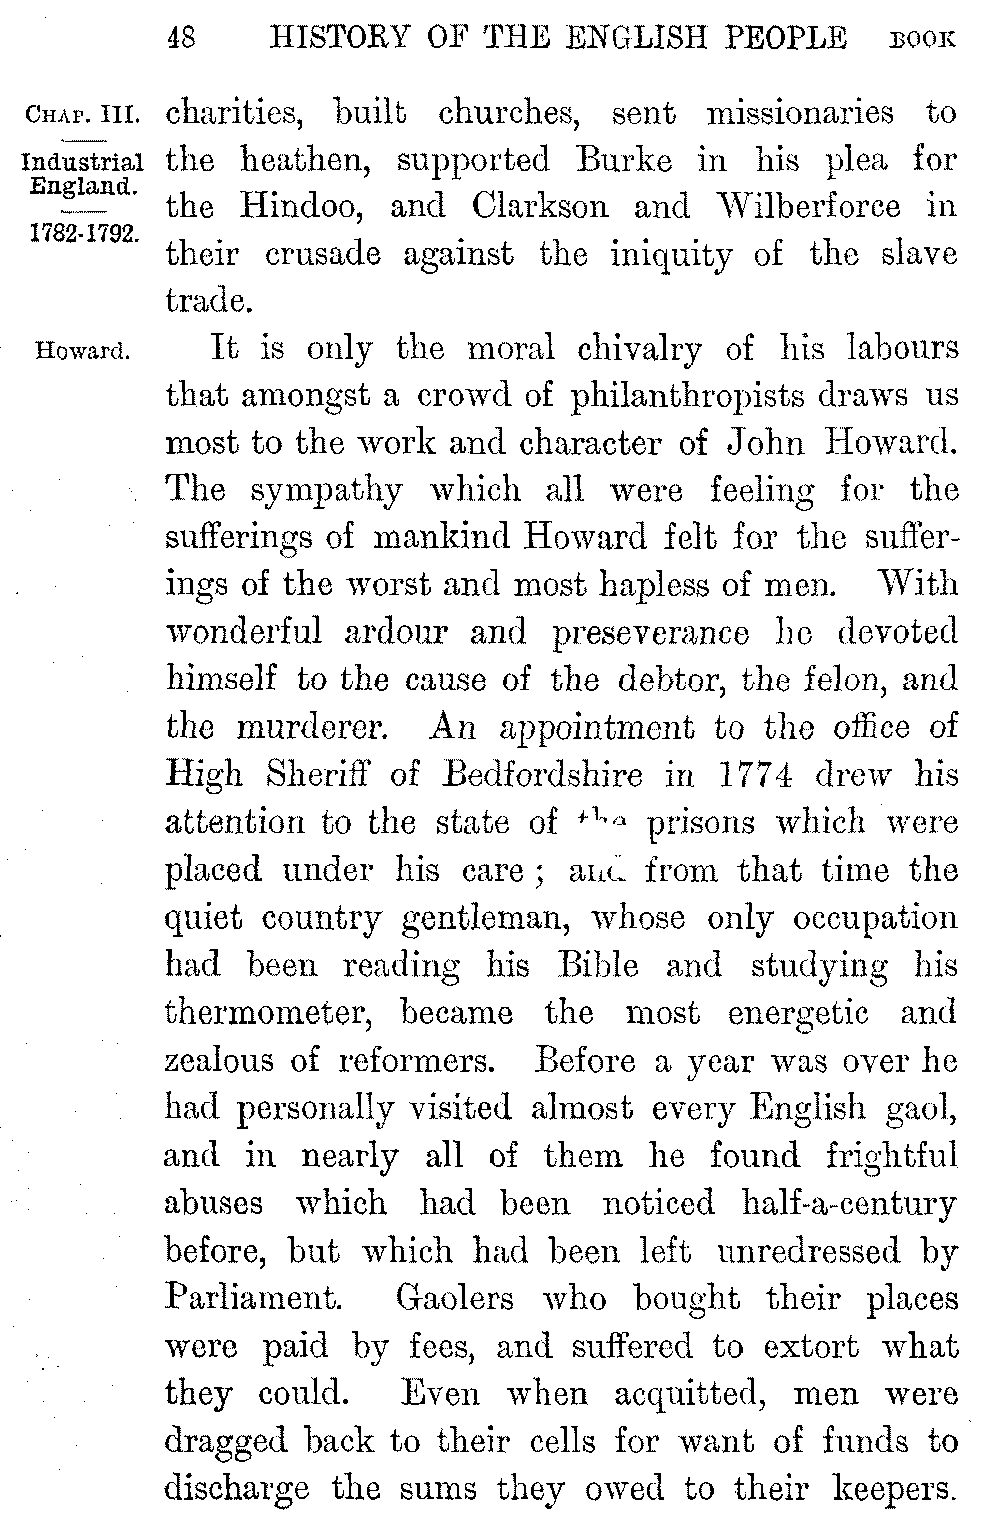 48 HISTORY OF THE ENGLISH PEOPLE BOOK
CHAP. III.
Industrial
England.
1782-1792.
charities, built churches, sent missionaries to
the heathen, supported Burke in his plea for
the Hindoo, and Clarkson and Wilberforce in
their crusade against the iniquity of the slave
trade.
Howard.
It is only the moral chivalry of his labours
that amongst a crowd of philanthropists draws us
most to the work and character of John Howard.
The sympathy which all were feeling for the
sufferings of mankind Howard felt for the suffer-
ings of the worst and most hapless of men. With
wonderful ardour and preseverance he devoted
himself to the cause of the debtor, the felon, and
the murderer. An appointment to the office of
High Sheriff of Bedfordshire in 1774 drew his
attention to the state of the prisons which were
placed under his care ; and from that time the
quiet country gentleman, whose only occupation
had been reading his Bible and studying his
thermometer, became the most energetic and
zealous of reformers. Before a year was over he
had personally visited almost every English gaol,
and in nearly all of them he found frightful
abuses which had been noticed half-a-century
before, but which had been left unredressed by
Parliament. Gaolers who bought their places
were paid by fees, and suffered to extort what
they could. Even when acquitted, men were
dragged back to their cells for want of funds to
discharge the sums they owed to their keepers.